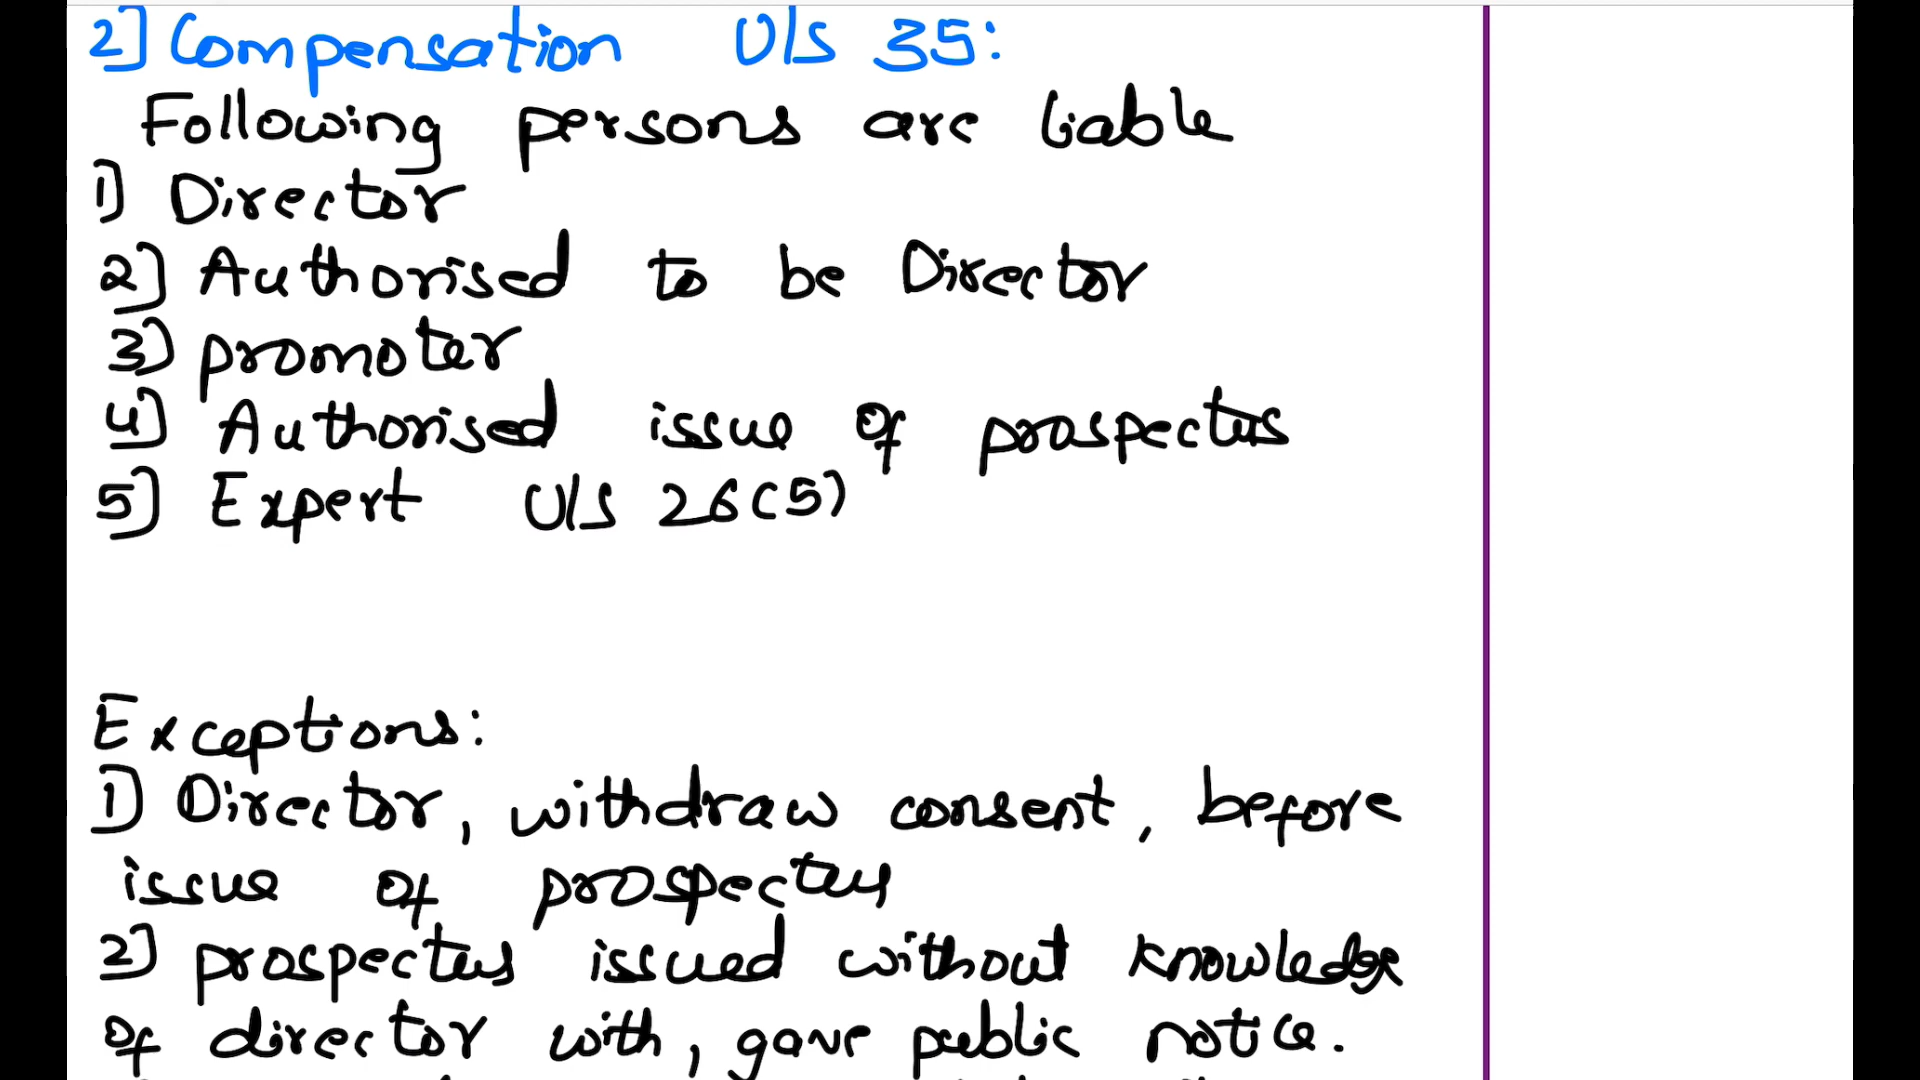 2] Compensation U/S 35:
Following persons are liable
1) Director
2] Authorised to be Director
3) promoter
4] Authorised issue of prospectus
5] Expert U/S 26(5)
Exceptions:
1) Director, withdraw consent, before
issue of prospectus
2) prospectus issued without knowledge
of director with, gave public notice.